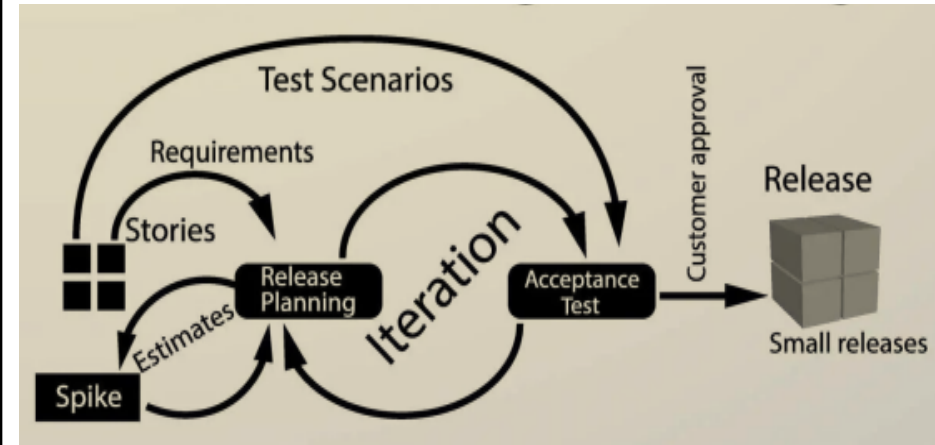 Test Scenarios
Requirements
Customer approval
Release
Stories
Release
Planning
Iteration
Acceptance
Test
Estimates
Small releases
Spike